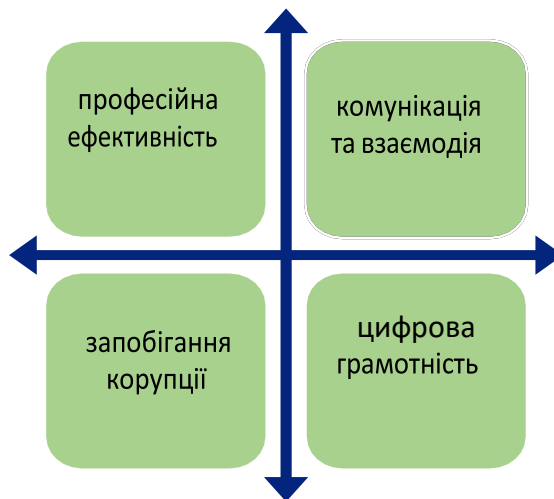 професійна
ефективність
комунікація
та взаємодія
запобігання
корупції
цифрова
грамотність